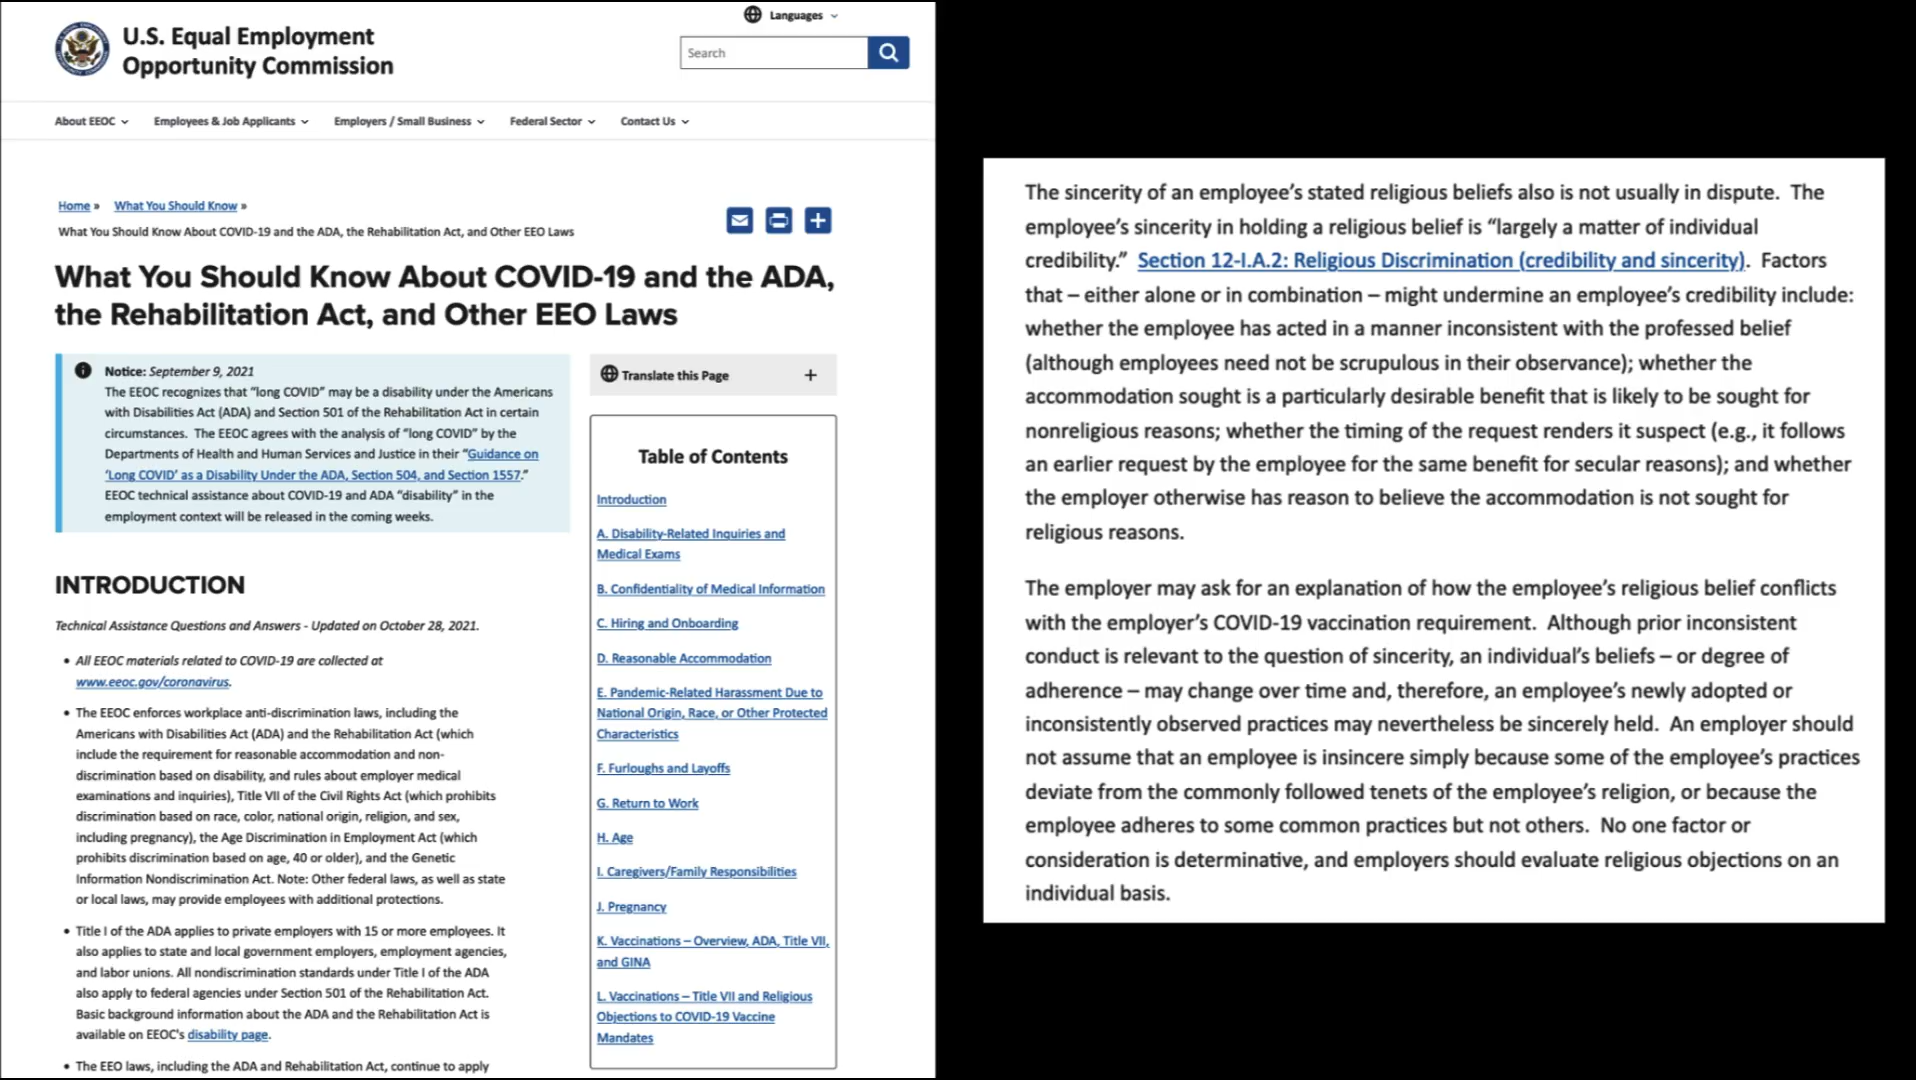 Languages
U.S. Equal Employment
Opportunity Commission
Search
About EEOC
Employees & Job Applicants
Employers / Small Business
Federal Sector
Contact Us
Home »
What You Should Know »
What You Should Know About COVID-19 and the ADA, the Rehabilitation Act, and Other EEO Laws
What You Should Know About COVID-19 and the ADA,
the Rehabilitation Act, and Other EEO Laws
Notice: September 9, 2021
The EEOC recognizes that “long COVID” may be a disability under the Americans
with Disabilities Act (ADA) and Section 501 of the Rehabilitation Act in certain
circumstances. The EEOC agrees with the analysis of “long COVID” by the
Departments of Health and Human Services and Justice in their “Guidance on
‘Long COVID’ as a Disability Under the ADA, Section 504, and Section 1557.”
EEOC technical assistance about COVID-19 and ADA “disability” in the
employment context will be released in the coming weeks.
INTRODUCTION
Technical Assistance Questions and Answers - Updated on October 28, 2021.
• All EEOC materials related to COVID-19 are collected at
www.eeoc.gov/coronavirus.
• The EEOC enforces workplace anti-discrimination laws, including the
Americans with Disabilities Act (ADA) and the Rehabilitation Act (which
include the requirement for reasonable accommodation and non-
discrimination based on disability, and rules about employer medical
examinations and inquiries), Title VII of the Civil Rights Act (which prohibits
discrimination based on race, color, national origin, religion, and sex,
including pregnancy), the Age Discrimination in Employment Act (which
prohibits discrimination based on age, 40 or older), and the Genetic
Information Nondiscrimination Act. Note: Other federal laws, as well as state
or local laws, may provide employees with additional protections.
• Title I of the ADA applies to private employers with 15 or more employees. It
also applies to state and local government employers, employment agencies,
and labor unions. All nondiscrimination standards under Title I of the ADA
also apply to federal agencies under Section 501 of the Rehabilitation Act.
Basic background information about the ADA and the Rehabilitation Act is
available on EEOC's disability page.
• The EEO laws, including the ADA and Rehabilitation Act, continue to apply
Translate this Page +
Table of Contents
Introduction
A. Disability-Related Inquiries and
Medical Exams
B. Confidentiality of Medical Information
C. Hiring and Onboarding
D. Reasonable Accommodation
E. Pandemic-Related Harassment Due to
National Origin, Race, or Other Protected
Characteristics
F. Furloughs and Layoffs
G. Return to Work
H. Age
I. Caregivers/Family Responsibilities
J. Pregnancy
K. Vaccinations – Overview, ADA, Title VII,
and GINA
L. Vaccinations – Title VII and Religious
Objections to COVID-19 Vaccine
Mandates
The sincerity of an employee’s stated religious beliefs also is not usually in dispute. The
employee’s sincerity in holding a religious belief is “largely a matter of individual
credibility.” Section 12-I.A.2: Religious Discrimination (credibility and sincerity). Factors
that – either alone or in combination – might undermine an employee’s credibility include:
whether the employee has acted in a manner inconsistent with the professed belief
(although employees need not be scrupulous in their observance); whether the
accommodation sought is a particularly desirable benefit that is likely to be sought for
nonreligious reasons; whether the timing of the request renders it suspect (e.g., it follows
an earlier request by the employee for the same benefit for secular reasons); and whether
the employer otherwise has reason to believe the accommodation is not sought for
religious reasons.
The employer may ask for an explanation of how the employee’s religious belief conflicts
with the employer’s COVID-19 vaccination requirement. Although prior inconsistent
conduct is relevant to the question of sincerity, an individual’s beliefs – or degree of
adherence – may change over time and, therefore, an employee’s newly adopted or
inconsistently observed practices may nevertheless be sincerely held. An employer should
not assume that an employee is insincere simply because some of the employee’s practices
deviate from the commonly followed tenets of the employee’s religion, or because the
employee adheres to some common practices but not others. No one factor or
consideration is determinative, and employers should evaluate religious objections on an
individual basis.